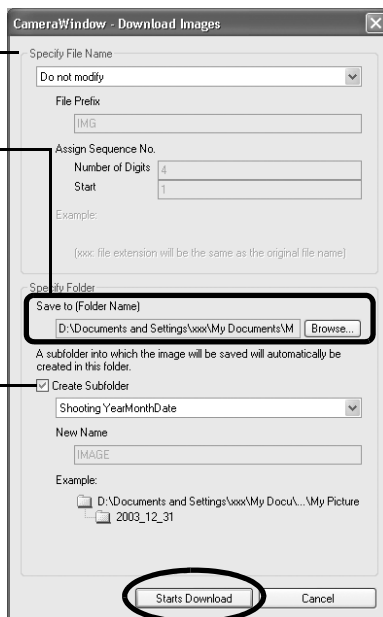 CameraWindow - Download Images
Specify File Name
Do not modify
File Prefix
IMG
Assign Sequence No.
Number of Digits 4
Start 1
Example:
(xxx: file extension will be the same as the original file name)
Specify Folder
Save to (Folder Name)
D:\Documents and Settings\xxx\My Documents\M Browse...
A subfolder into which the image will be saved will automatically be
created in this folder.
Create Subfolder
Shooting YearMonthDate
New Name
IMAGE
Example:
D:\Documents and Settings\xxx\My Docu\...\My Picture
2003_12_31
Starts Download Cancel